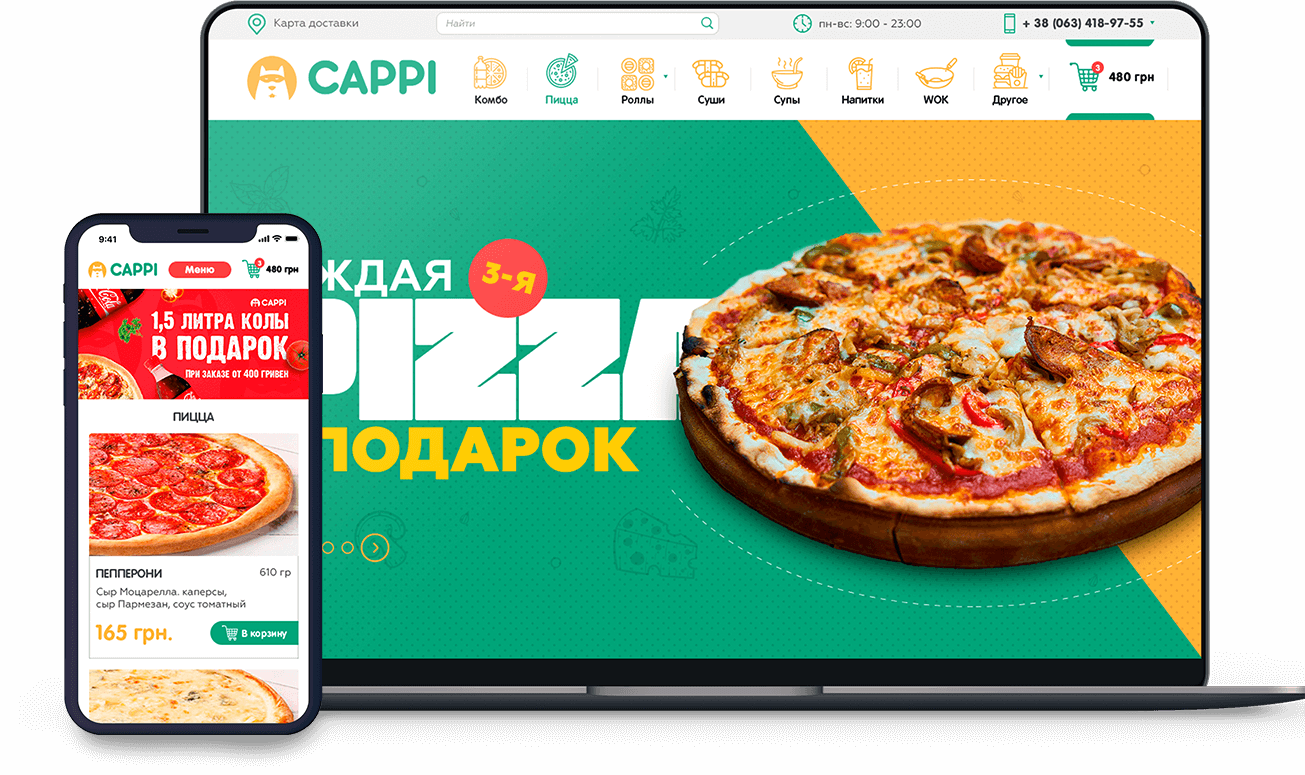 Карта доставки
Найти
пн-вс: 9:00 - 23:00
+ 38 (063) 418-97-55
CAPPI
Комбо
Пицца
Роллы
Суши
Супы
Напитки
WOK
Другое
3
480 грн
ЖДАЯ
3-Я
PIZZA
ПОДАРОК
9:41
CAPPI
Меню
3
480 грн
CAPPI
1,5 ЛИТРА КОЛЫ
В ПОДАРОК
ПРИ ЗАКАЗЕ ОТ 400 ГРИВЕН
ПИЦЦА
ПЕППЕРОНИ
610 гр
Сыр Моцарелла. каперсы,
сыр Пармезан, соус томатный
165 грн.
В корзину